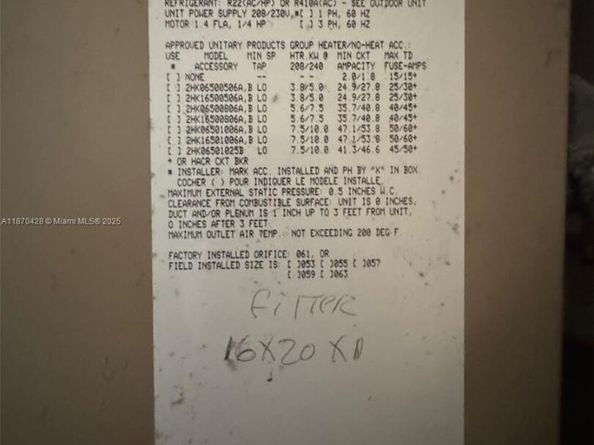 REFRIGERANT: R22(AC/HP) OR R410A(AC) - SEE OUTDOOR UNIT
UNIT POWER SUPPLY 208/230V,*[ ] 1 PH, 60 HZ
MOTOR 1.4 FLA, 1/4 HP [ ] 3 PH, 60 HZ
APPROVED UNITARY PRODUCTS GROUP HEATER/NO-HEAT ACC.:
USE MODEL MIN SP HTR.KW @ MIN CKT MAX TD
* ACCESSORY TAP 208/240 AMPACITY FUSE-AMPS
[ ] NONE -- -- 2.0/1.8 15/15+
[ ] 2HK06500506A,B LO 3.8/5.0 24.9/27.8 25/30+
[ ] 2HK16500506A,B LO 3.8/5.0 24.9/27.8 25/30+
[ ] 2HK06500806A,B LO 5.6/7.5 35.7/40.8 40/45+
[ ] 2HK16500806A,B LO 5.6/7.5 35.7/40.8 40/45+
[ ] 2HK06501006A,B LO 7.5/10.0 47.1/53.8 50/60+
[ ] 2HK16501006A,B LO 7.5/10.0 47.1/53.8 50/60+
[ ] 2HK06501025B LO 7.5/10.0 41.3/46.6 45/50+
+ OR HACR CKT BKR
* INSTALLER: MARK ACC. INSTALLED AND PH BY "X" IN BOX
COCHER ( ) POUR INDIQUER LE MODELE INSTALLE.
MAXIMUM EXTERNAL STATIC PRESSURE: 0.5 INCHES W.C.
CLEARANCE FROM COMBUSTIBLE SURFACE: UNIT IS 0 INCHES,
DUCT AND/OR PLENUM IS 1 INCH UP TO 3 FEET FROM UNIT,
0 INCHES AFTER 3 FEET.
MAXIMUM OUTLET AIR TEMP.: NOT EXCEEDING 200 DEG F.
FACTORY INSTALLED ORIFICE: 061, OR
FIELD INSTALLED SIZE IS: [ ]053 [ ]055 [ ]057
[ ]059 [ ]063
filTER
16X20 X1
A11870428 © Miami MLS® 2025